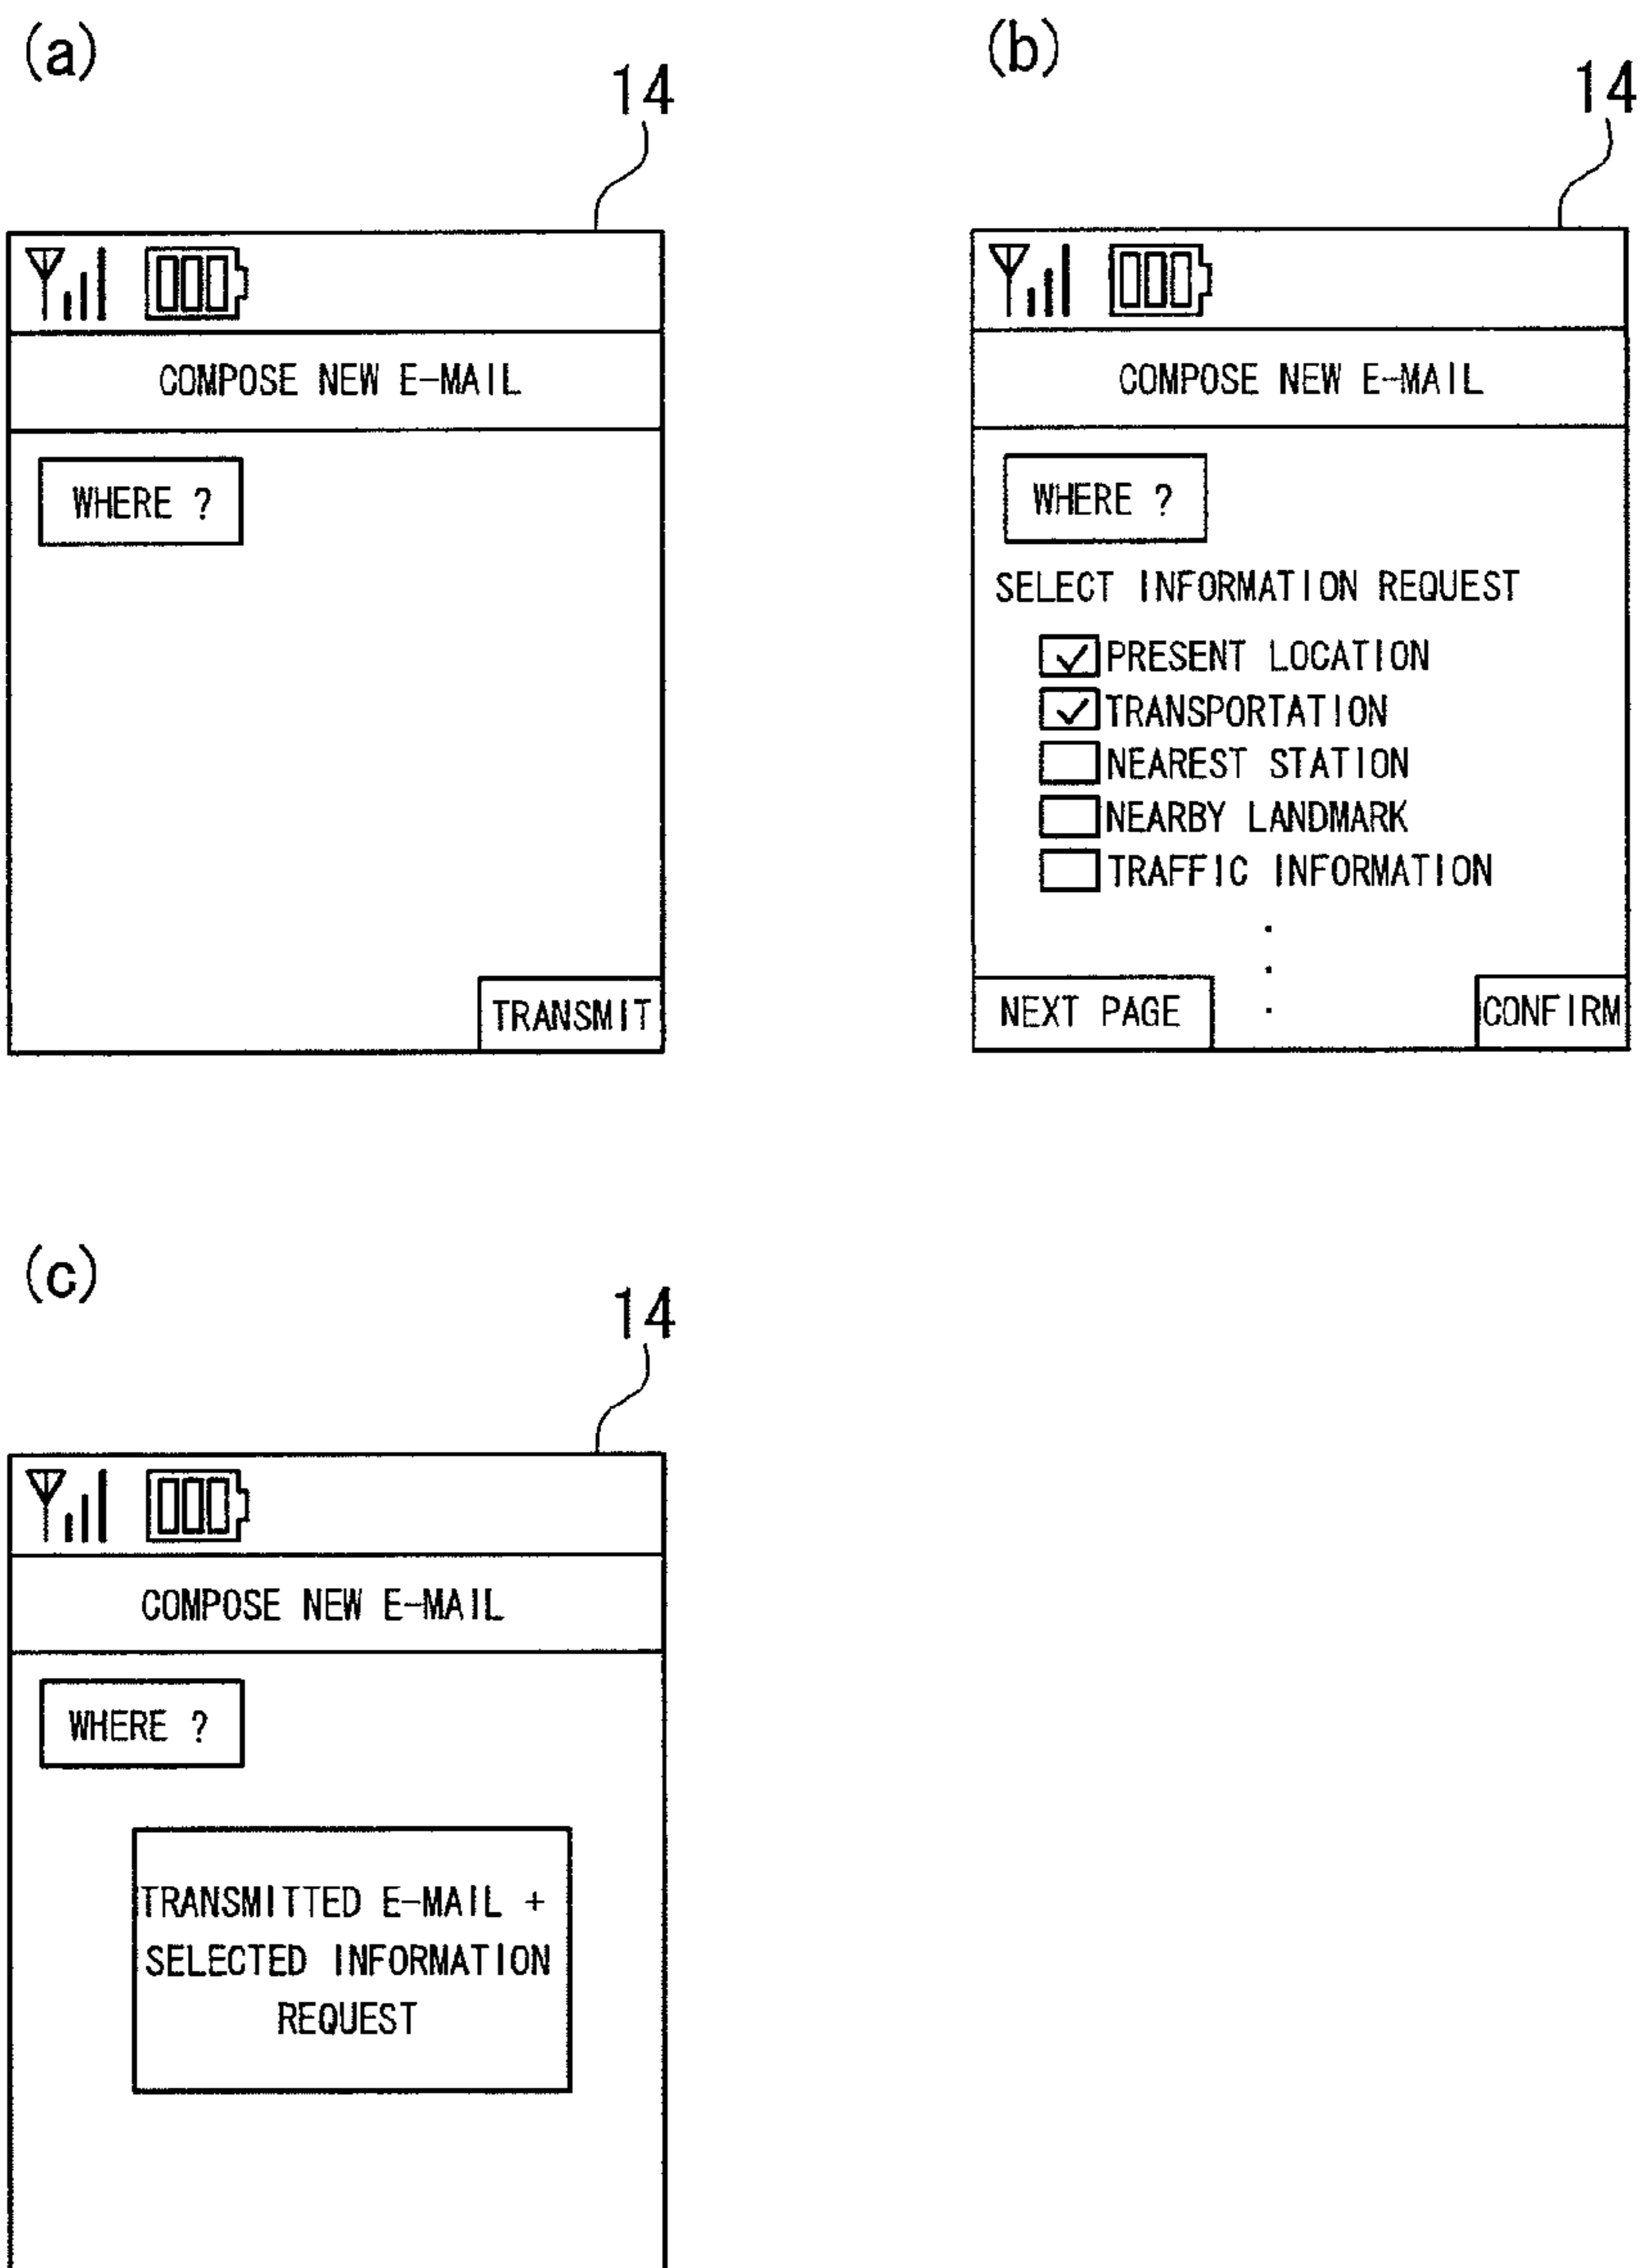 (a)
14
COMPOSE NEW E-MAIL
WHERE ?
TRANSMIT
(b)
14
COMPOSE NEW E-MAIL
WHERE ?
SELECT INFORMATION REQUEST
PRESENT LOCATION
TRANSPORTATION
NEAREST STATION
NEARBY LANDMARK
TRAFFIC INFORMATION
NEXT PAGE
CONFIRM
(c)
14
COMPOSE NEW E-MAIL
WHERE ?
TRANSMITTED E-MAIL +
SELECTED INFORMATION
REQUEST